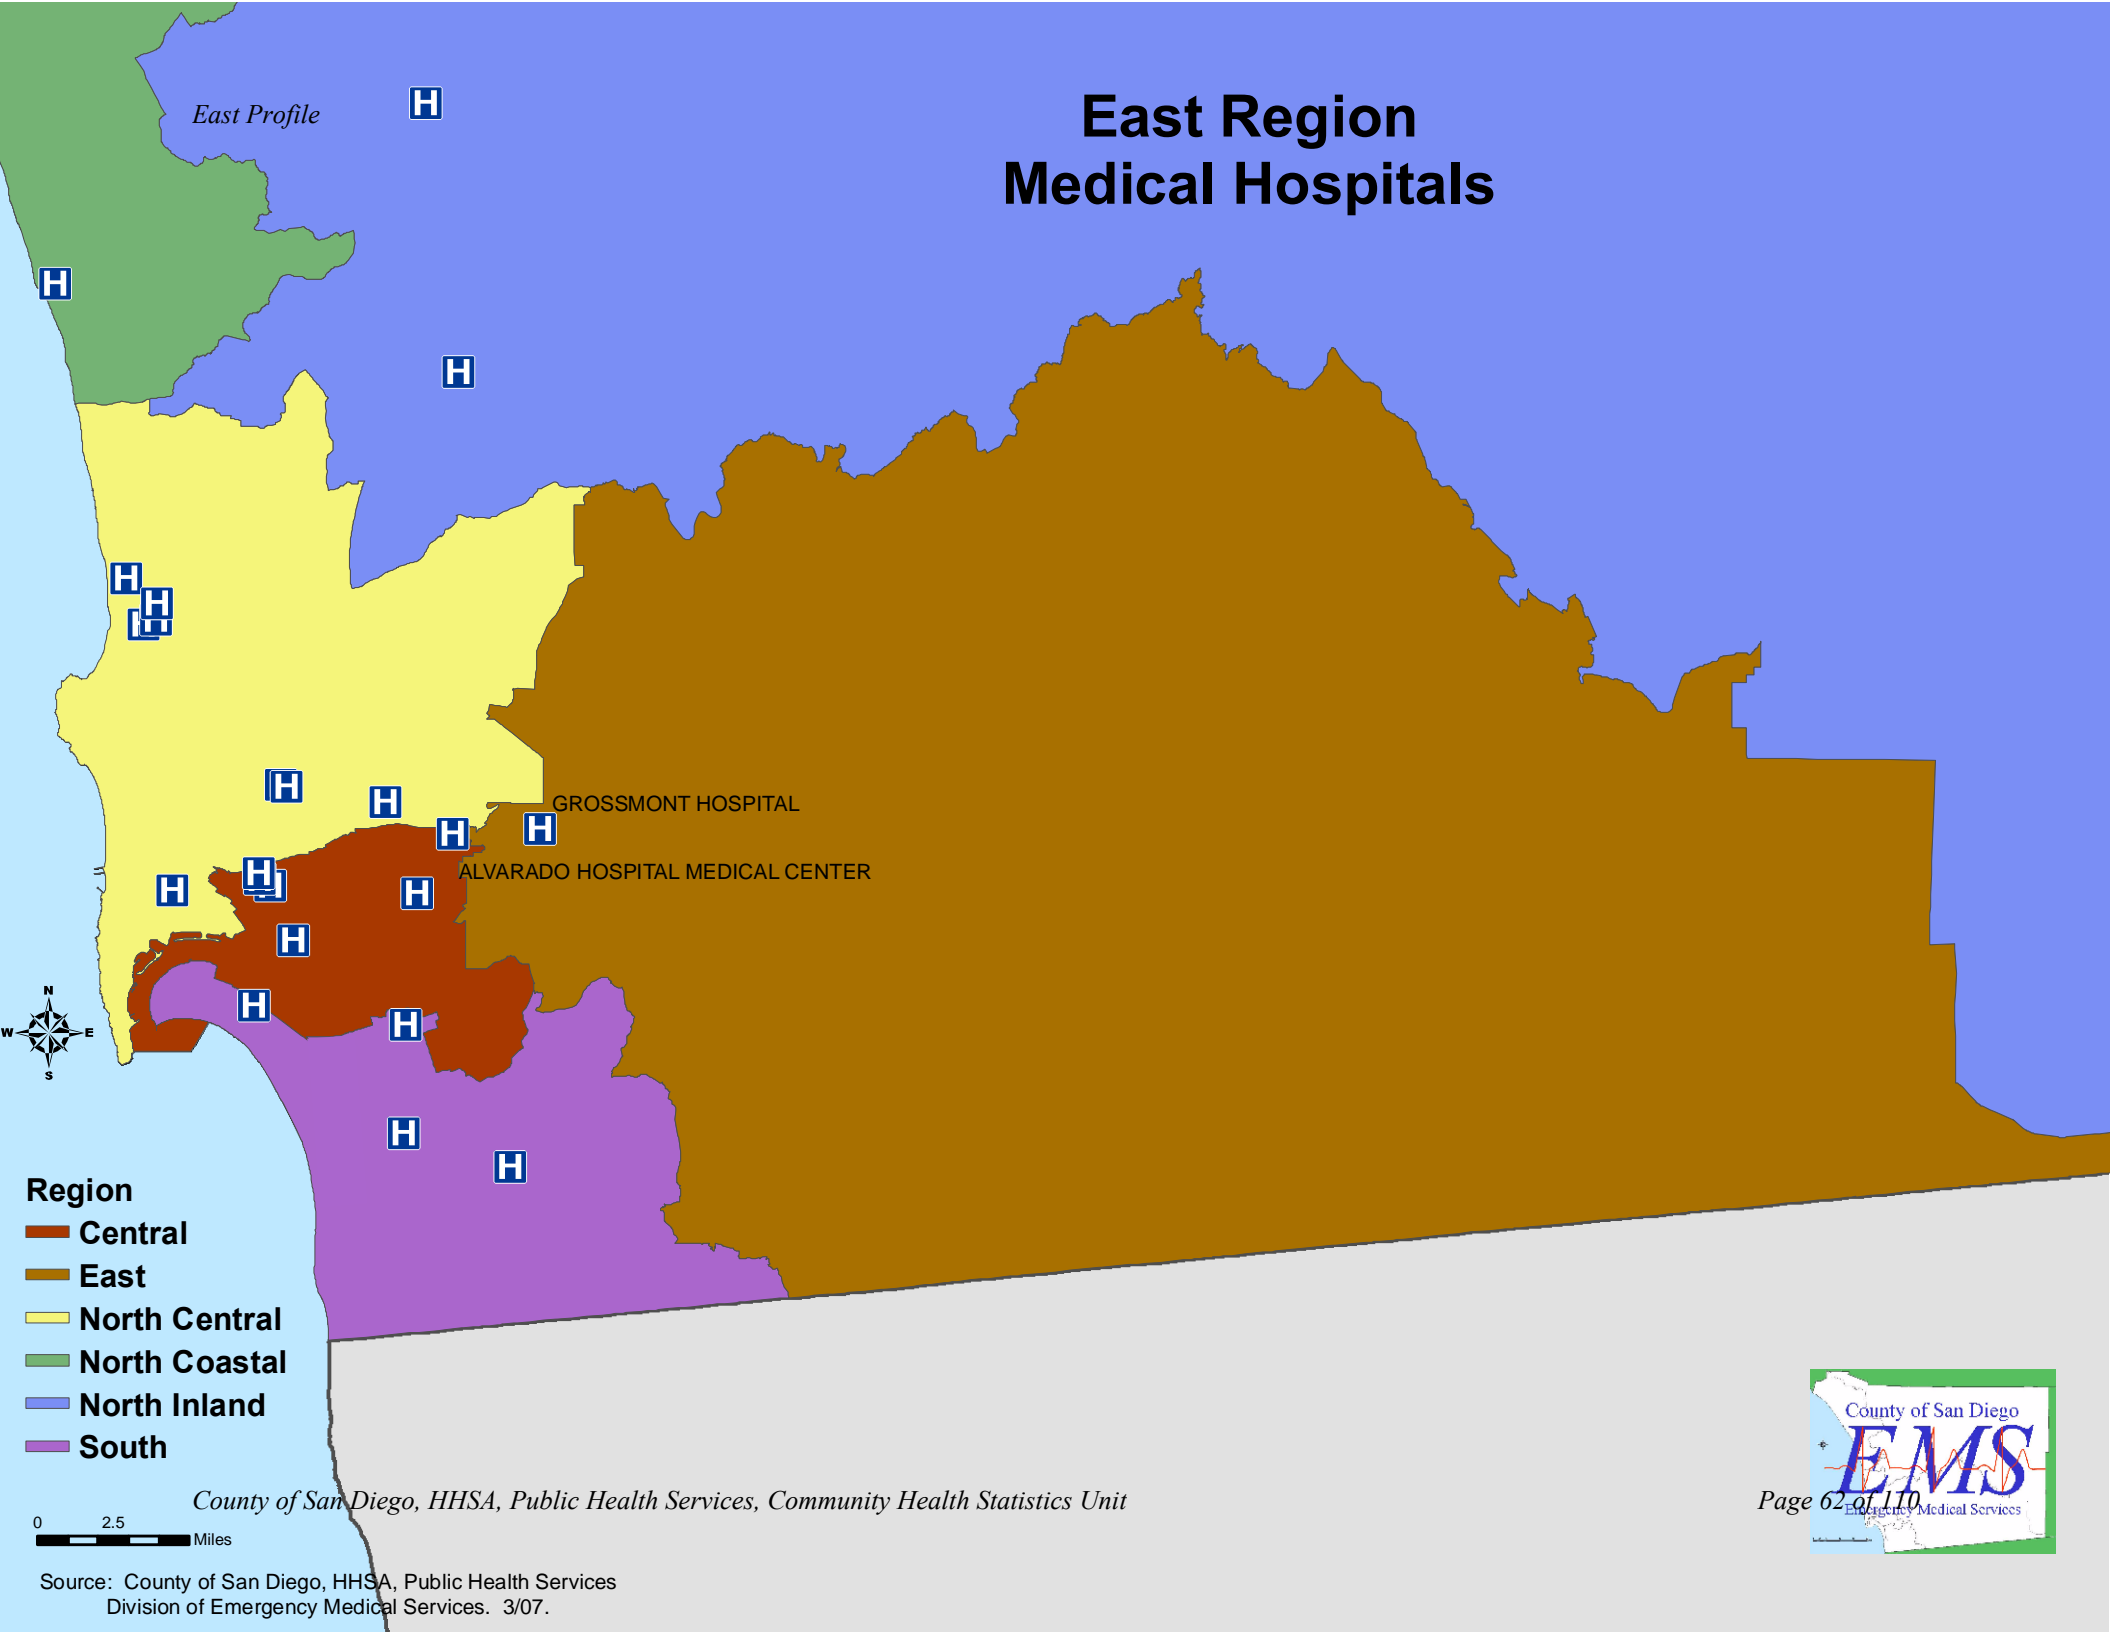 East Profile
East Region
Medical Hospitals
H
H
H
H
H
H
H
GROSSMONT HOSPITAL
H
H
H
H
ALVARADO HOSPITAL MEDICAL CENTER
H
H
H
H
H
N
W E
S
H
H
H
H
Region
Central
East
North Central
North Coastal
North Inland
South
County of San Diego
EMS
Emergency Medical Services
County of San Diego, HHSA, Public Health Services, Community Health Statistics Unit
Page 62 of 110
0 2.5
Miles
Source: County of San Diego, HHSA, Public Health Services
Division of Emergency Medical Services. 3/07.